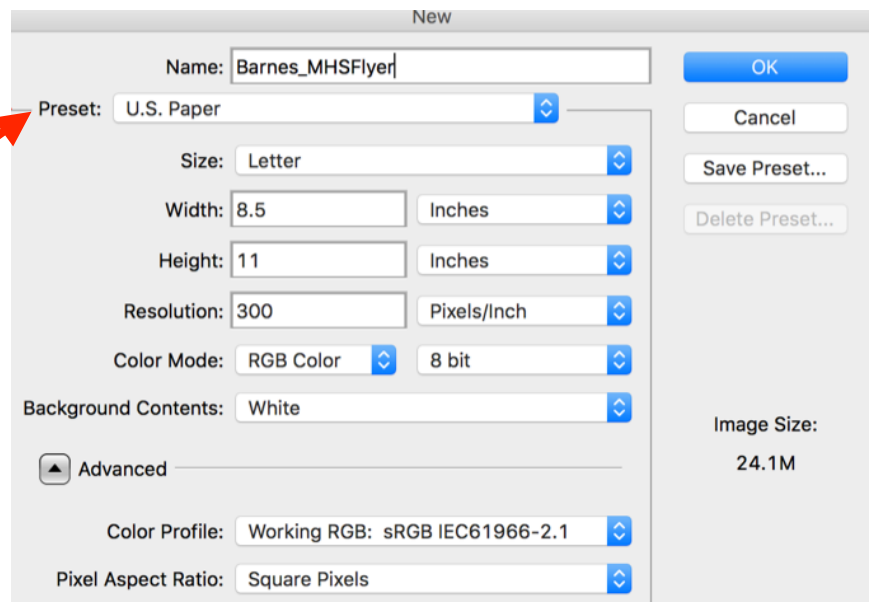 New
Name: Barnes_MHSFlyer
OK
Preset: U.S. Paper
Cancel
Size: Letter
Save Preset...
Width: 8.5 Inches
Delete Preset...
Height: 11 Inches
Resolution: 300 Pixels/Inch
Color Mode: RGB Color 8 bit
Background Contents: White
Image Size:
24.1M
Advanced
Color Profile: Working RGB: sRGB IEC61966-2.1
Pixel Aspect Ratio: Square Pixels